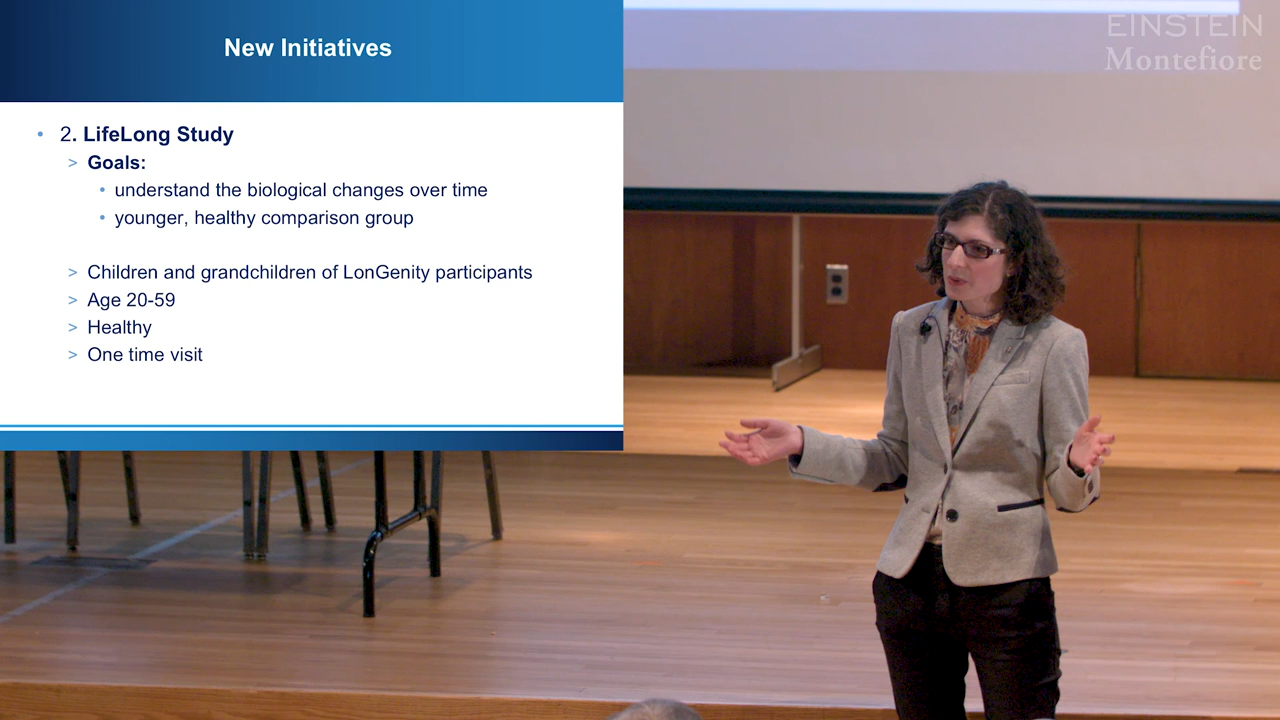 New Initiatives
• 2. LifeLong Study
> Goals:
• understand the biological changes over time
• younger, healthy comparison group
> Children and grandchildren of LonGenity participants
> Age 20-59
> Healthy
> One time visit
EINSTEIN
Montefiore